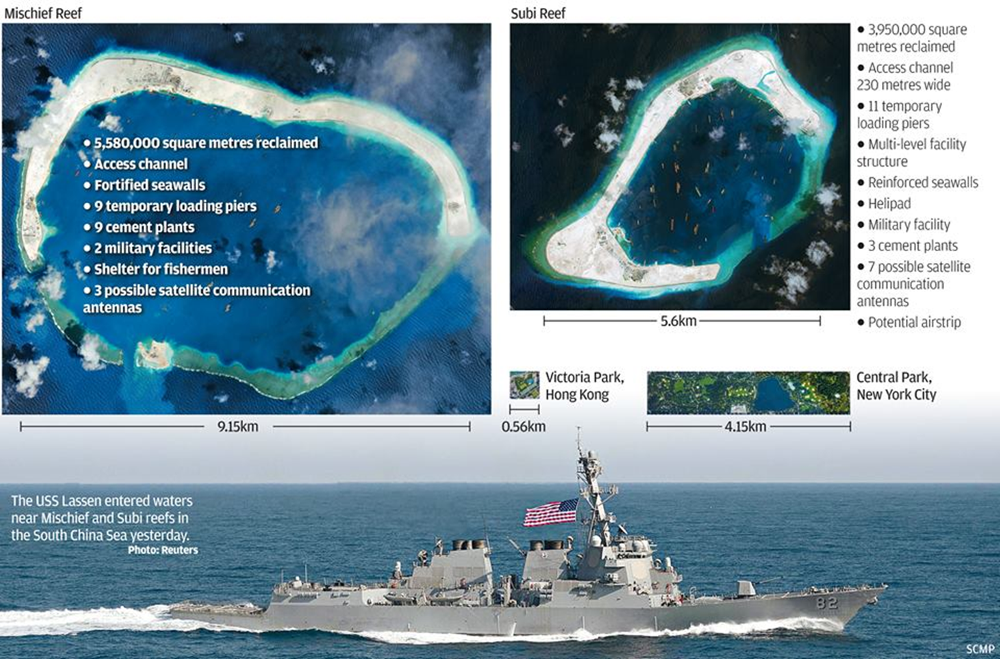 Mischief Reef
• 5,580,000 square metres reclaimed
• Access channel
• Fortified seawalls
• 9 temporary loading piers
• 9 cement plants
• 2 military facilities
• Shelter for fishermen
• 3 possible satellite communication
antennas
9.15km
Subi Reef
5.6km
• 3,950,000 square
metres reclaimed
• Access channel
230 metres wide
• 11 temporary
loading piers
• Multi-level facility
structure
• Reinforced seawalls
• Helipad
• Military facility
• 3 cement plants
• 7 possible satellite
communication
antennas
• Potential airstrip
Victoria Park,
Hong Kong
0.56km
Central Park,
New York City
4.15km
The USS Lassen entered waters
near Mischief and Subi reefs in
the South China Sea yesterday.
Photo: Reuters
82
SCMP